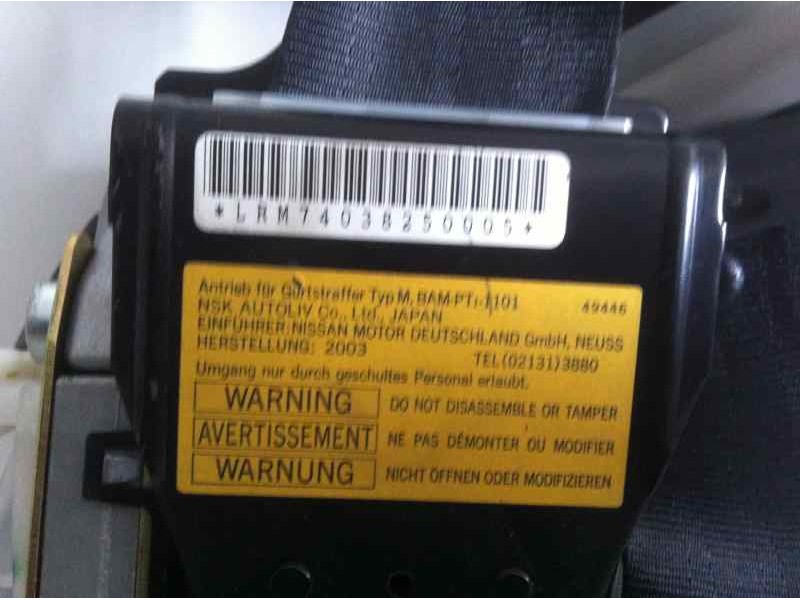 *LRM74038250005*
Antrieb für Gurtstraffer Typ M, BAM-PT1-1101 49446
NSK AUTOLIV Co., Ltd., JAPAN
EINFÜHRER: NISSAN MOTOR DEUTSCHLAND GmbH, NEUSS
HERSTELLUNG: 2003 TEL(02131)3880
Umgang nur durch geschultes Personal erlaubt.
WARNING DO NOT DISASSEMBLE OR TAMPER
AVERTISSEMENT NE PAS DÉMONTER OU MODIFIER
WARNUNG NICHT ÖFFNEN ODER MODIFIZIEREN